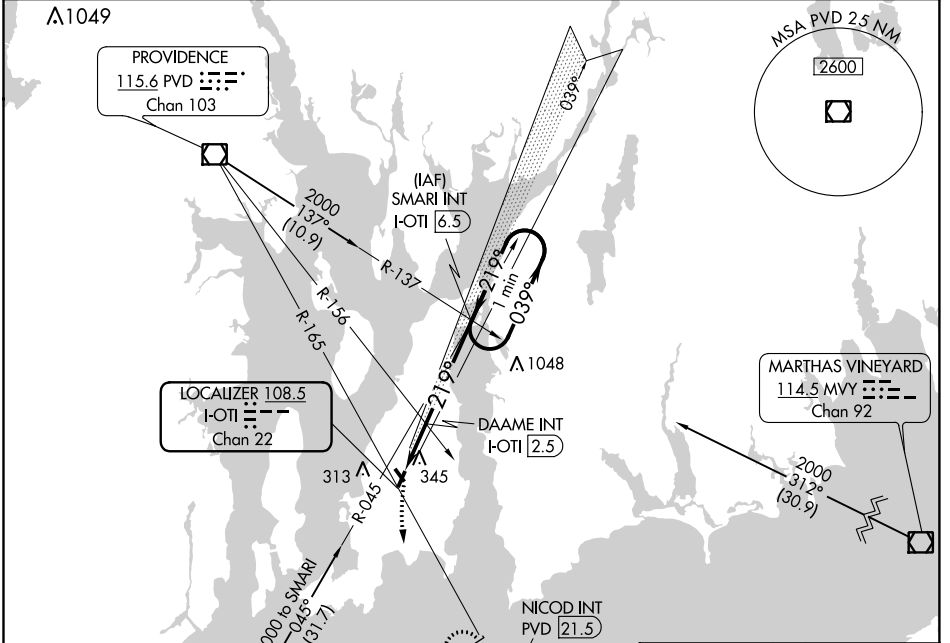 1049
PROVIDENCE
115.6 PVD
Chan 103
MSA PVD 25 NM
2600
039°
(IAF)
SMARI INT
I-OTI 6.5
2000
137°
(10.9)
R-137
R-156
R-165
219°
1 min
039°
1048
219°
LOCALIZER 108.5
I-OTI
Chan 22
MARTHAS VINEYARD
114.5 MVY
Chan 92
DAAME INT
I-OTI 2.5
313
345
R-045
2000
312°
(30.9)
000 to SMARI
045°
(31.7)
NICOD INT
PVD 21.5